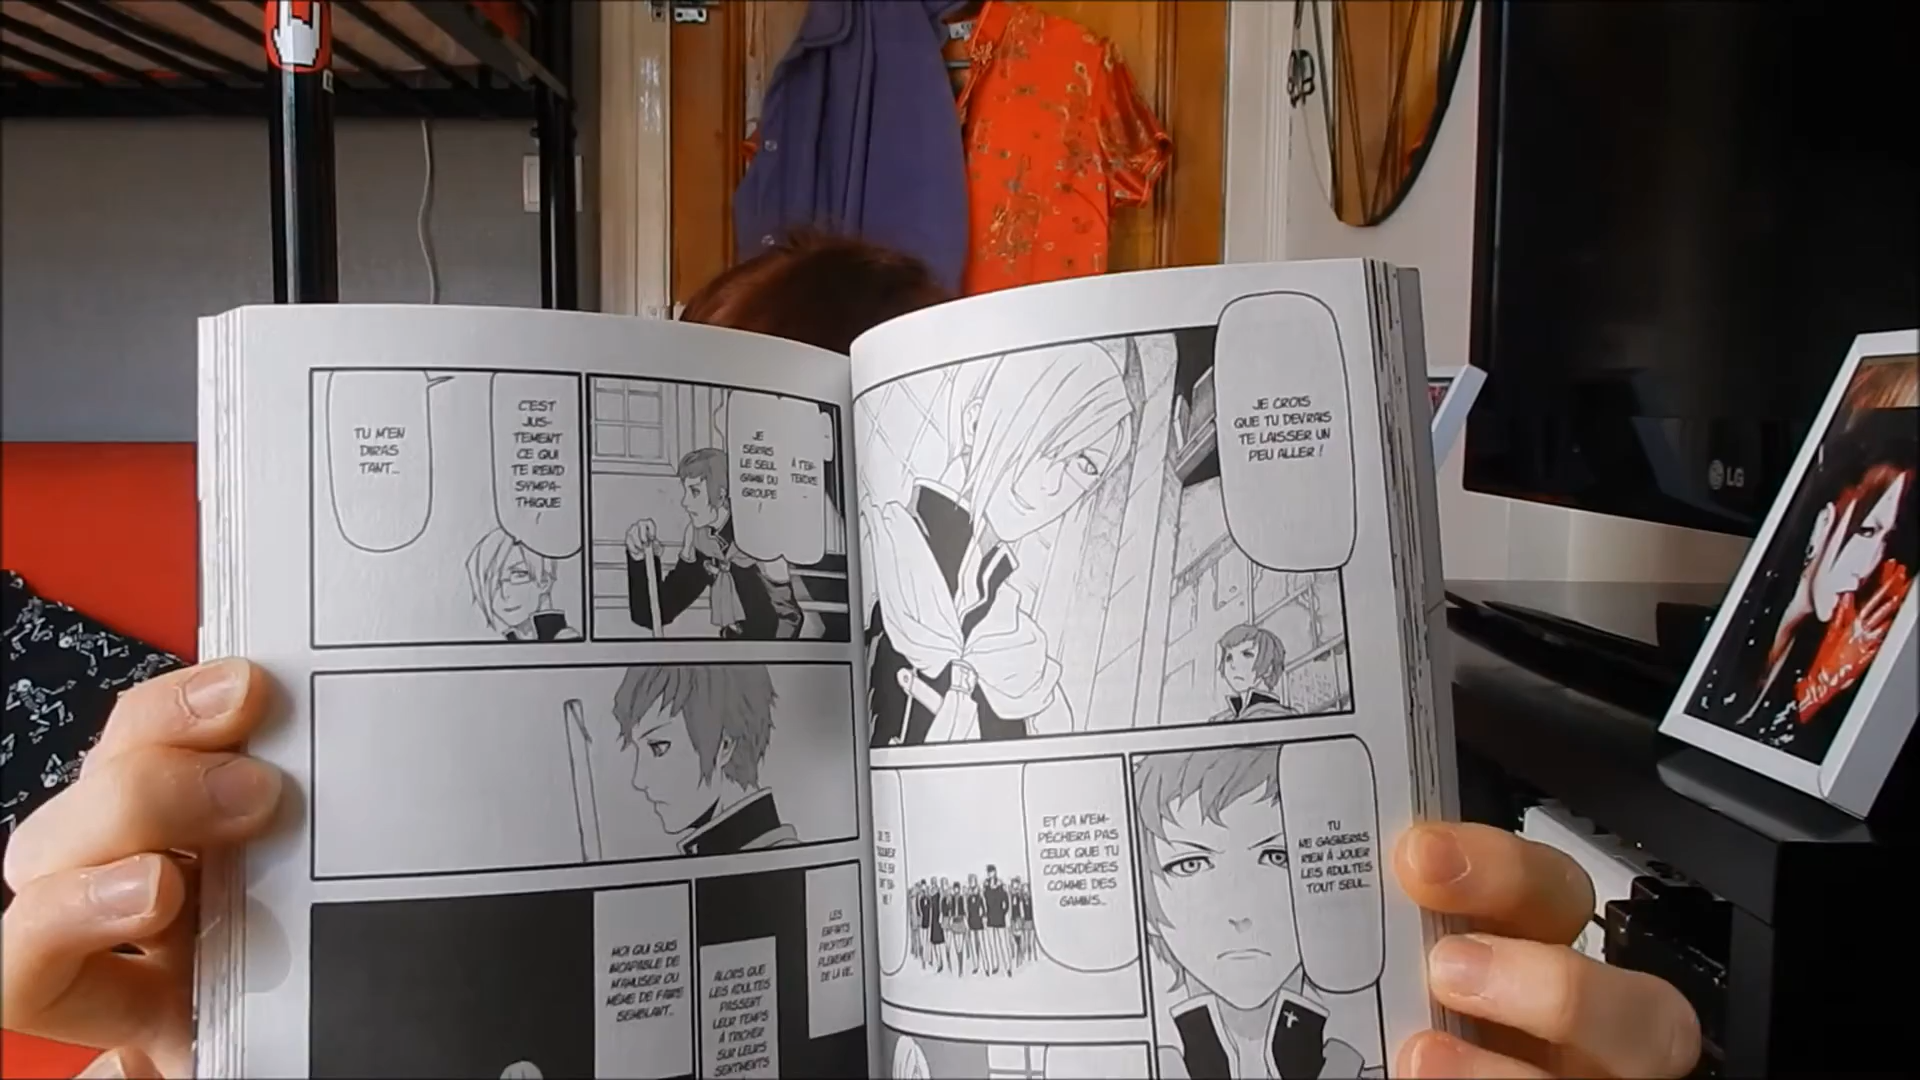 JE CROIS
QUE TU DEVRAIS
TE LAISSER UN
PEU ALLER !
TU
NE GAGNERAS
RIEN À JOUER
LES ADULTES
TOUT SEUL...
ET ÇA N'EM-
PÊCHERA PAS
CEUX QUE TU
CONSIDÈRES
COMME DES
GAMINS...
À T'EN-
TENDRE
...
JE
SERAIS
LE SEUL
GAMIN DU
GROUPE
!
C'EST
JUS-
TEMENT
CE QUI
TE REND
SYMPA-
THIQUE
!
TU M'EN
DIRAS
TANT...
LES
ENFANTS
PROFITENT
PLEINEMENT
DE LA VIE...
ALORS QUE
LES ADULTES
PASSENT
LEUR TEMPS
À TRICHER
SUR LEURS
SENTIMENTS
MOI QUI SUIS
INCAPABLE DE
M'AMUSER OU
MÊME DE FAIRE
SEMBLANT...
LG